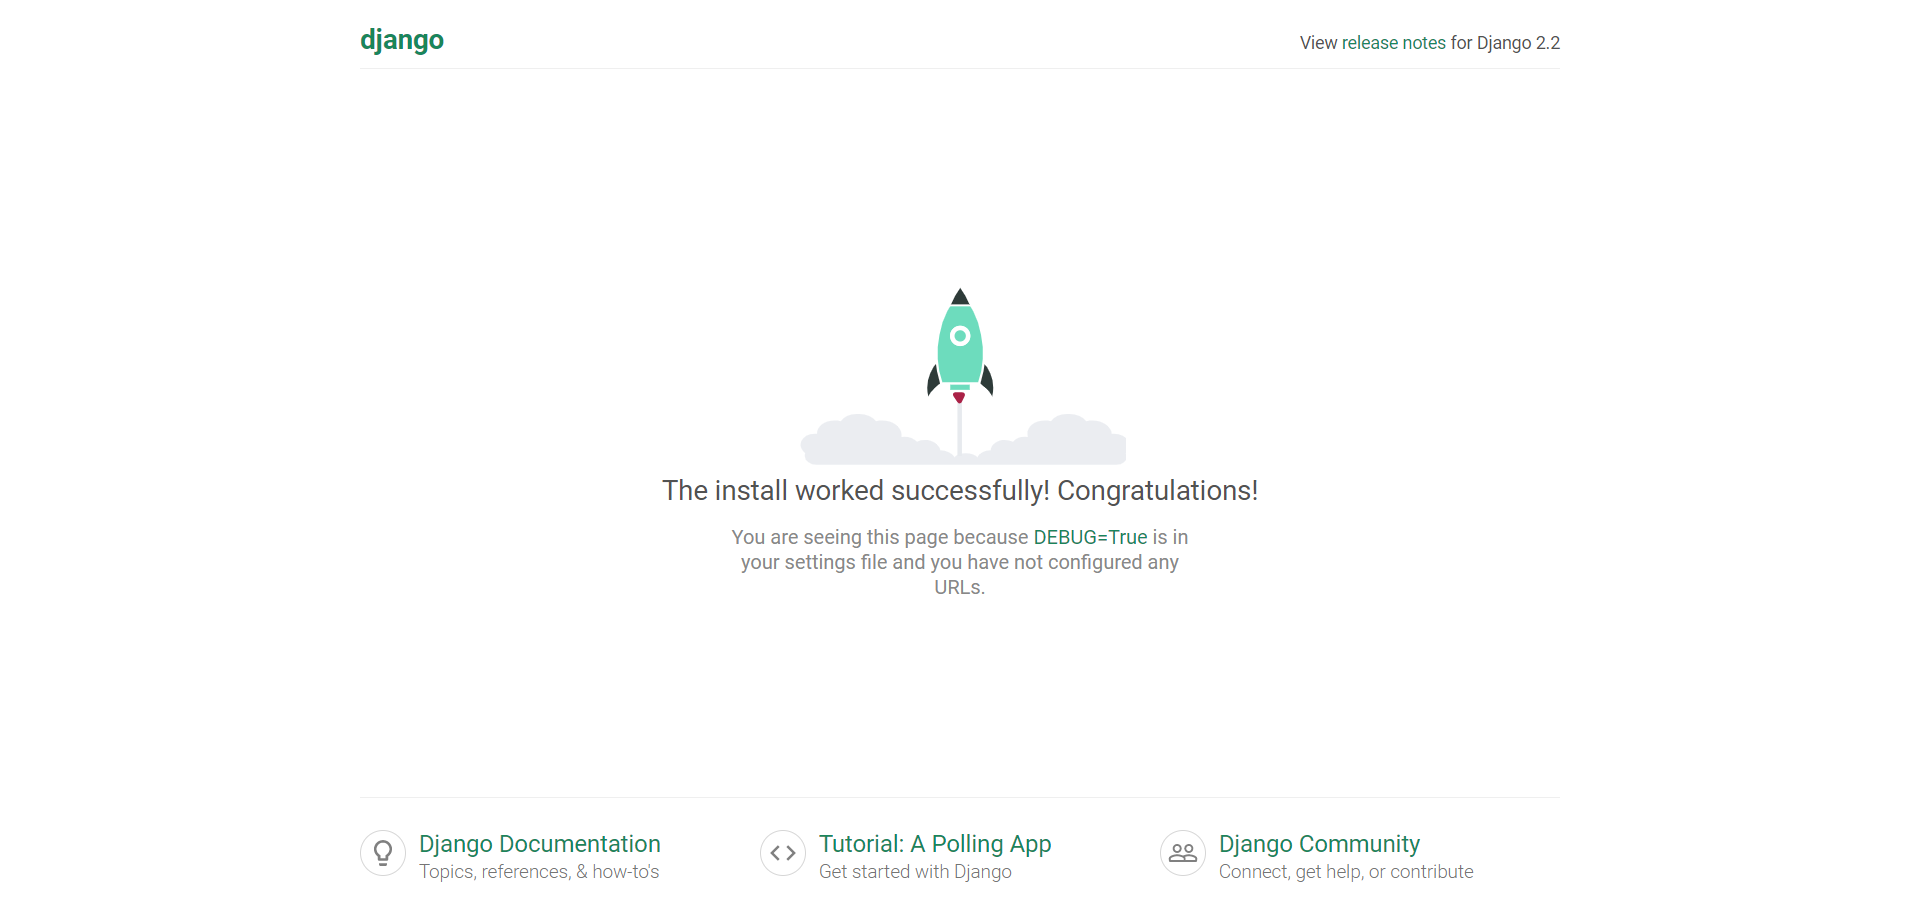 django
View release notes for Django 2.2
The install worked successfully! Congratulations!
You are seeing this page because DEBUG=True is in
your settings file and you have not configured any
URLs.
Django Documentation
Topics, references, & how-to's
Tutorial: A Polling App
Get started with Django
Django Community
Connect, get help, or contribute